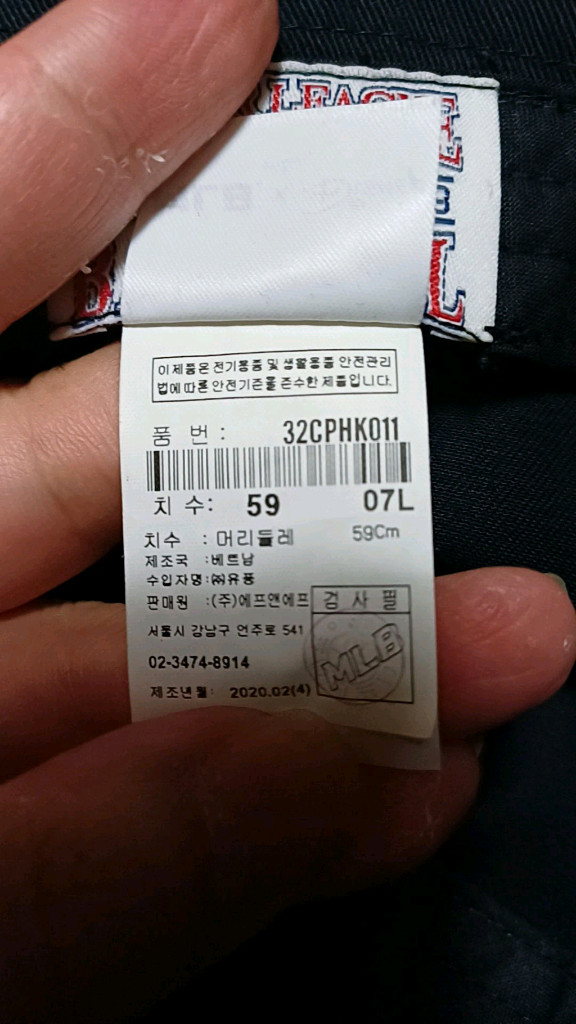 이 제품은 전기용품 및 생활용품 안전관리
법에 따른 안전기준을 준수한 제품입니다.
품 번 : 32CPHK011
치 수: 59 07L
치수 : 머리둘레 59Cm
제조국 :베트남
수입자명:㈜유풍
판매원 :(주)에프앤에프
검 사 필
서울시 강남구 언주로 541
MLB
02-3474-8914
제조년월: 2020.02(4)